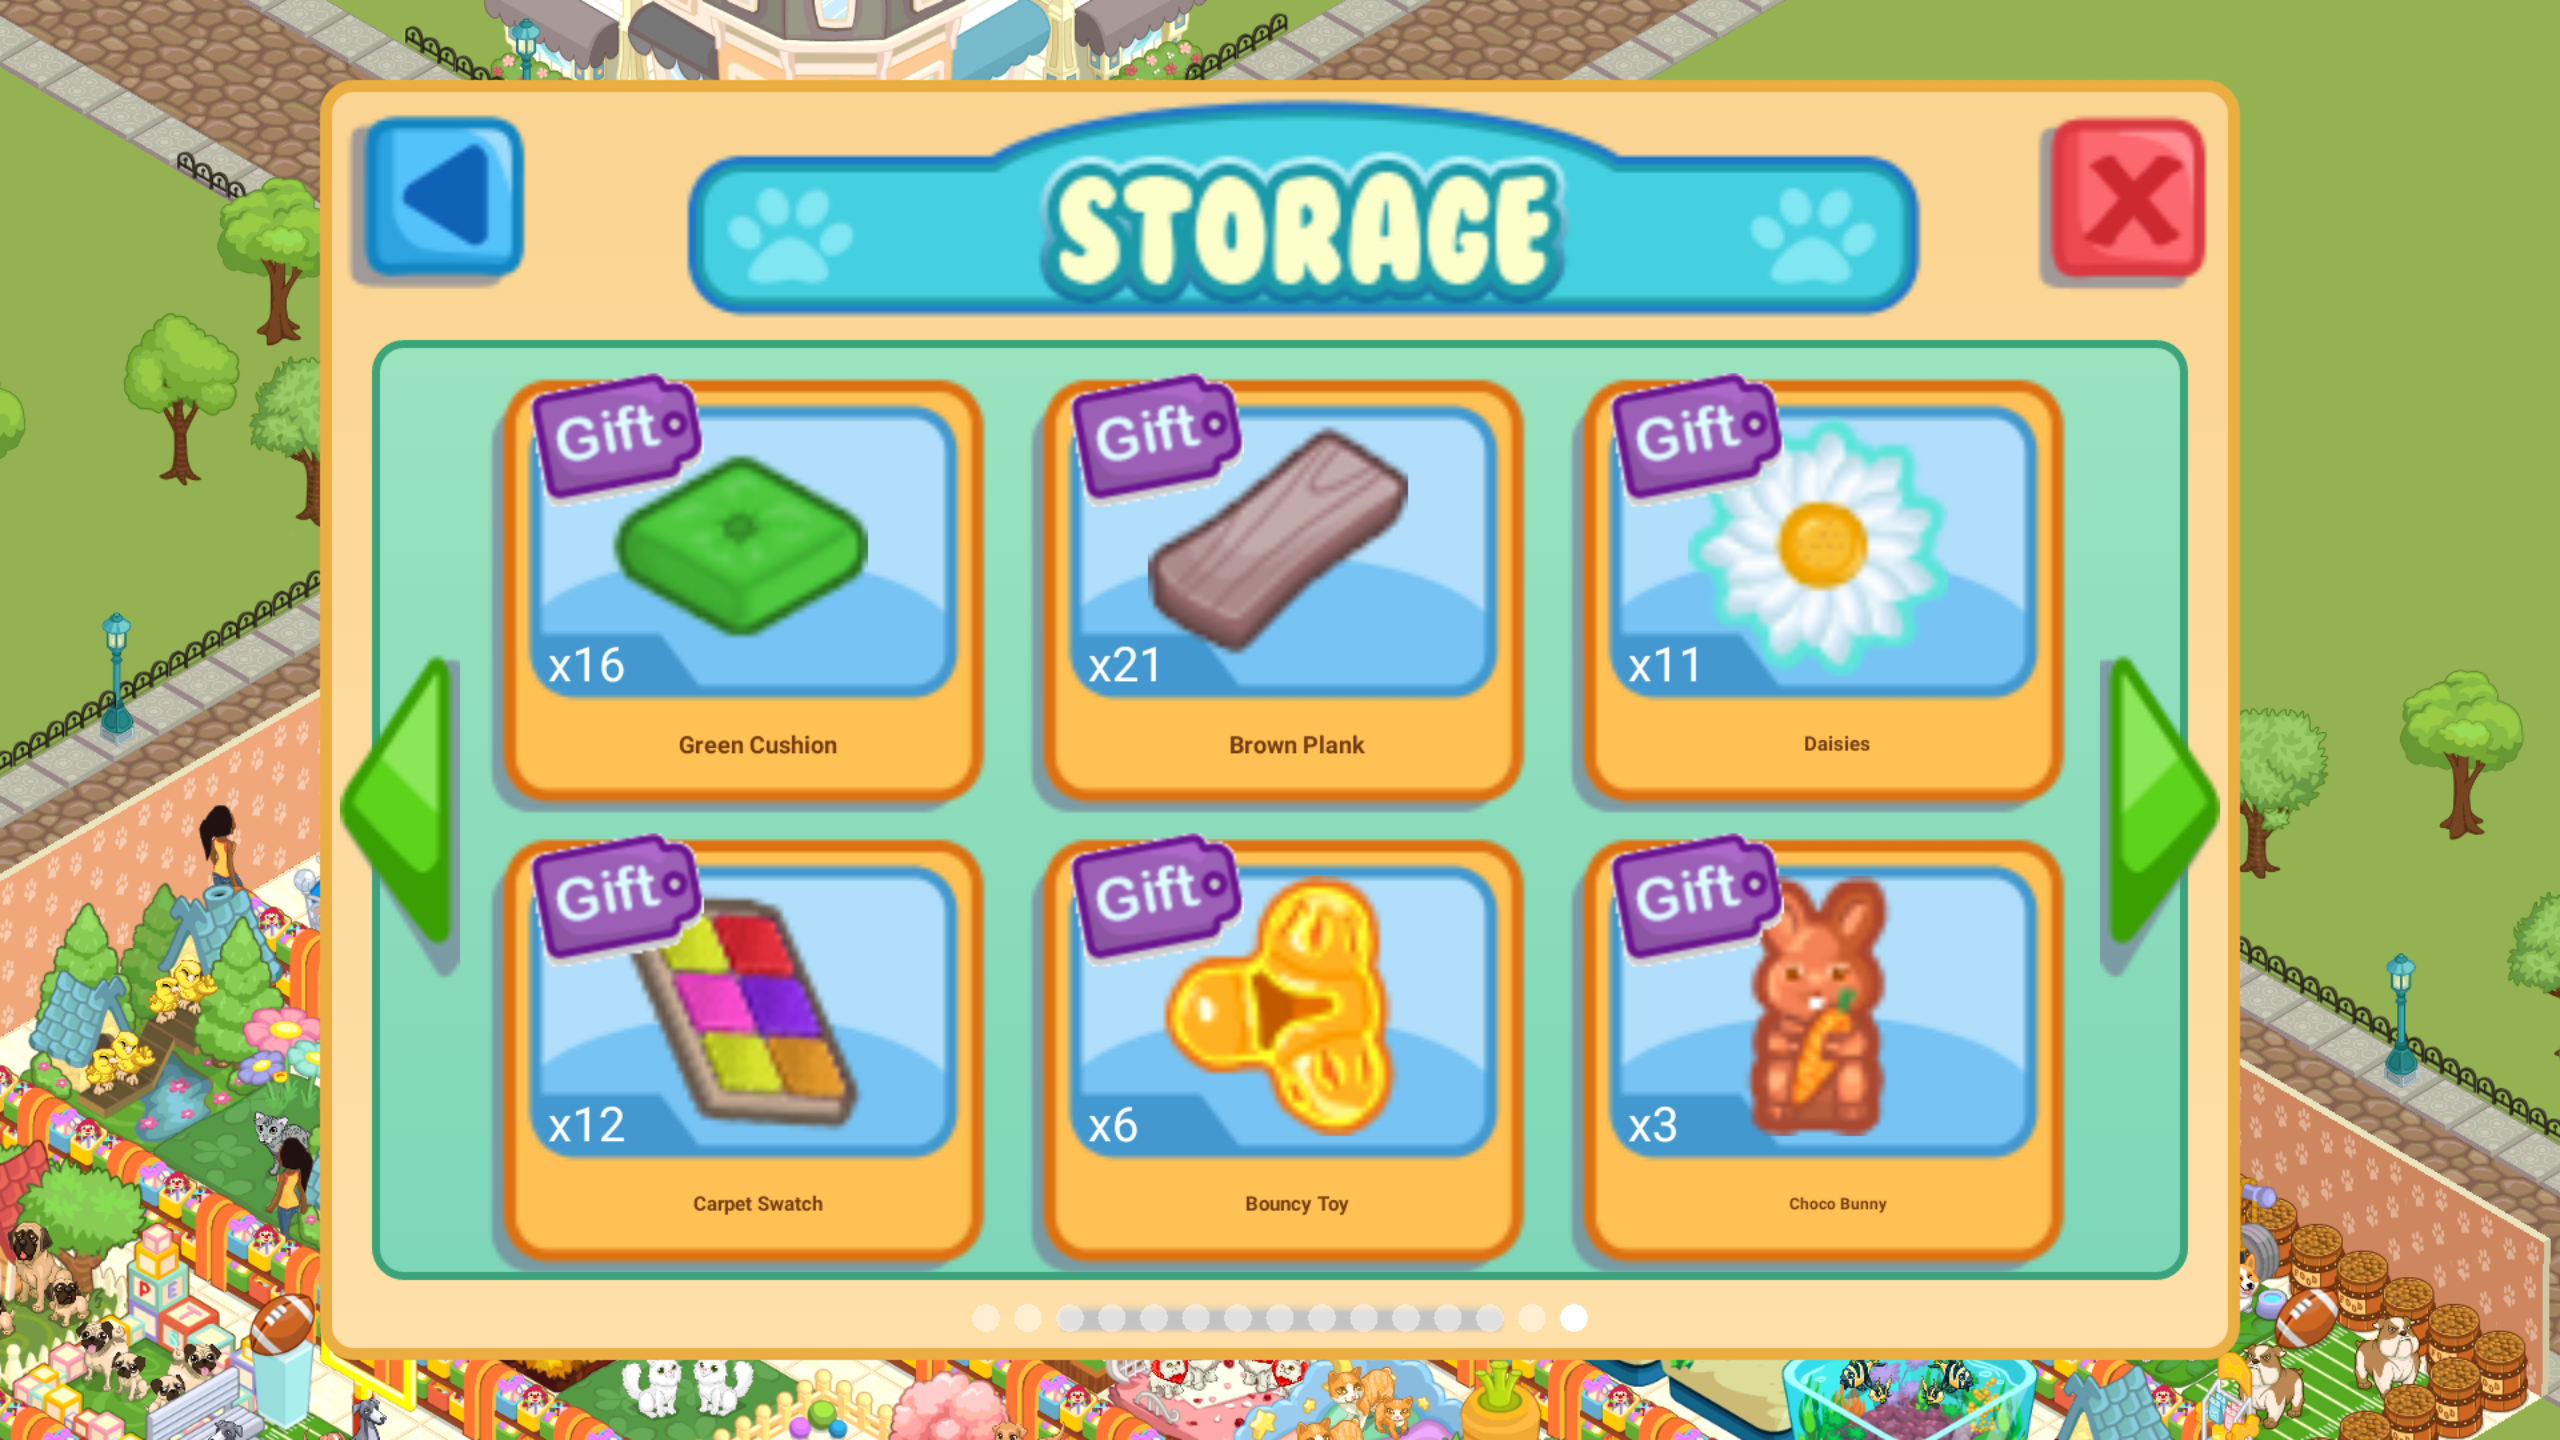 STORAGE
Gift
x16
Green Cushion
Gift
x21
Brown Plank
Gift
x11
Daisies
Gift
x12
Carpet Swatch
Gift
x6
Bouncy Toy
Gift
x3
Choco Bunny
P
E
T
S
FOOD